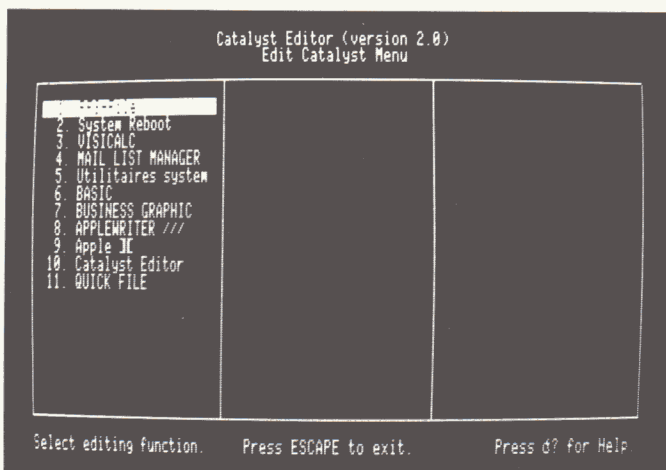 Catalyst Editor (version 2.0)
Edit Catalyst Menu
1.
2. System Reboot
3. VISICALC
4. MAIL LIST MANAGER
5. Utilitaires system
6. BASIC
7. BUSINESS GRAPHIC
8. APPLEWRITER ///
9. Apple ][
10. Catalyst Editor
11. QUICK FILE
Select editing function. Press ESCAPE to exit. Press ? for Help.